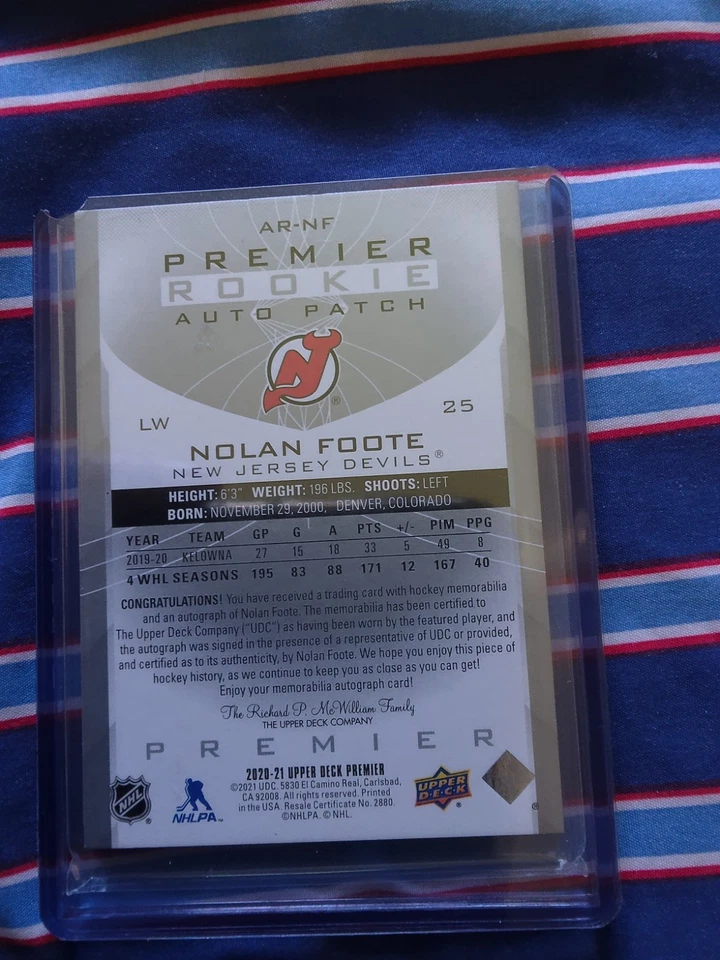 AR-NF
PREMIER
ROOKIE
AUTO PATCH
LW
25
NOLAN FOOTE
NEW JERSEY DEVILS®
HEIGHT: 6'3" WEIGHT: 196 LBS. SHOOTS: LEFT
BORN: NOVEMBER 29, 2000, DENVER, COLORADO
YEAR TEAM GP G A PTS +/- PIM PPG
2019-20 KELOWNA 27 15 18 33 5 49 8
4 WHL SEASONS 195 83 88 171 12 167 40
CONGRATULATIONS! You have received a trading card with hockey memorabilia
and an autograph of Nolan Foote. The memorabilia has been certified to
The Upper Deck Company ("UDC") as having been worn by the featured player, and
the autograph was signed in the presence of a representative of UDC or provided,
and certified as to its authenticity, by Nolan Foote. We hope you enjoy this piece of
hockey history, as we continue to keep you as close as you can get!
Enjoy your memorabilia autograph card!
The Richard P. McWilliam Family
THE UPPER DECK COMPANY
PREMIER
2020-21 UPPER DECK PREMIER
©2021 UDC. 5830 El Camino Real, Carlsbad,
CA 92008. All rights reserved. Printed
in the USA. Resale Certificate No. 2880.
©NHLPA. © NHL.
NHL
NHLPA
UPPER
DECK